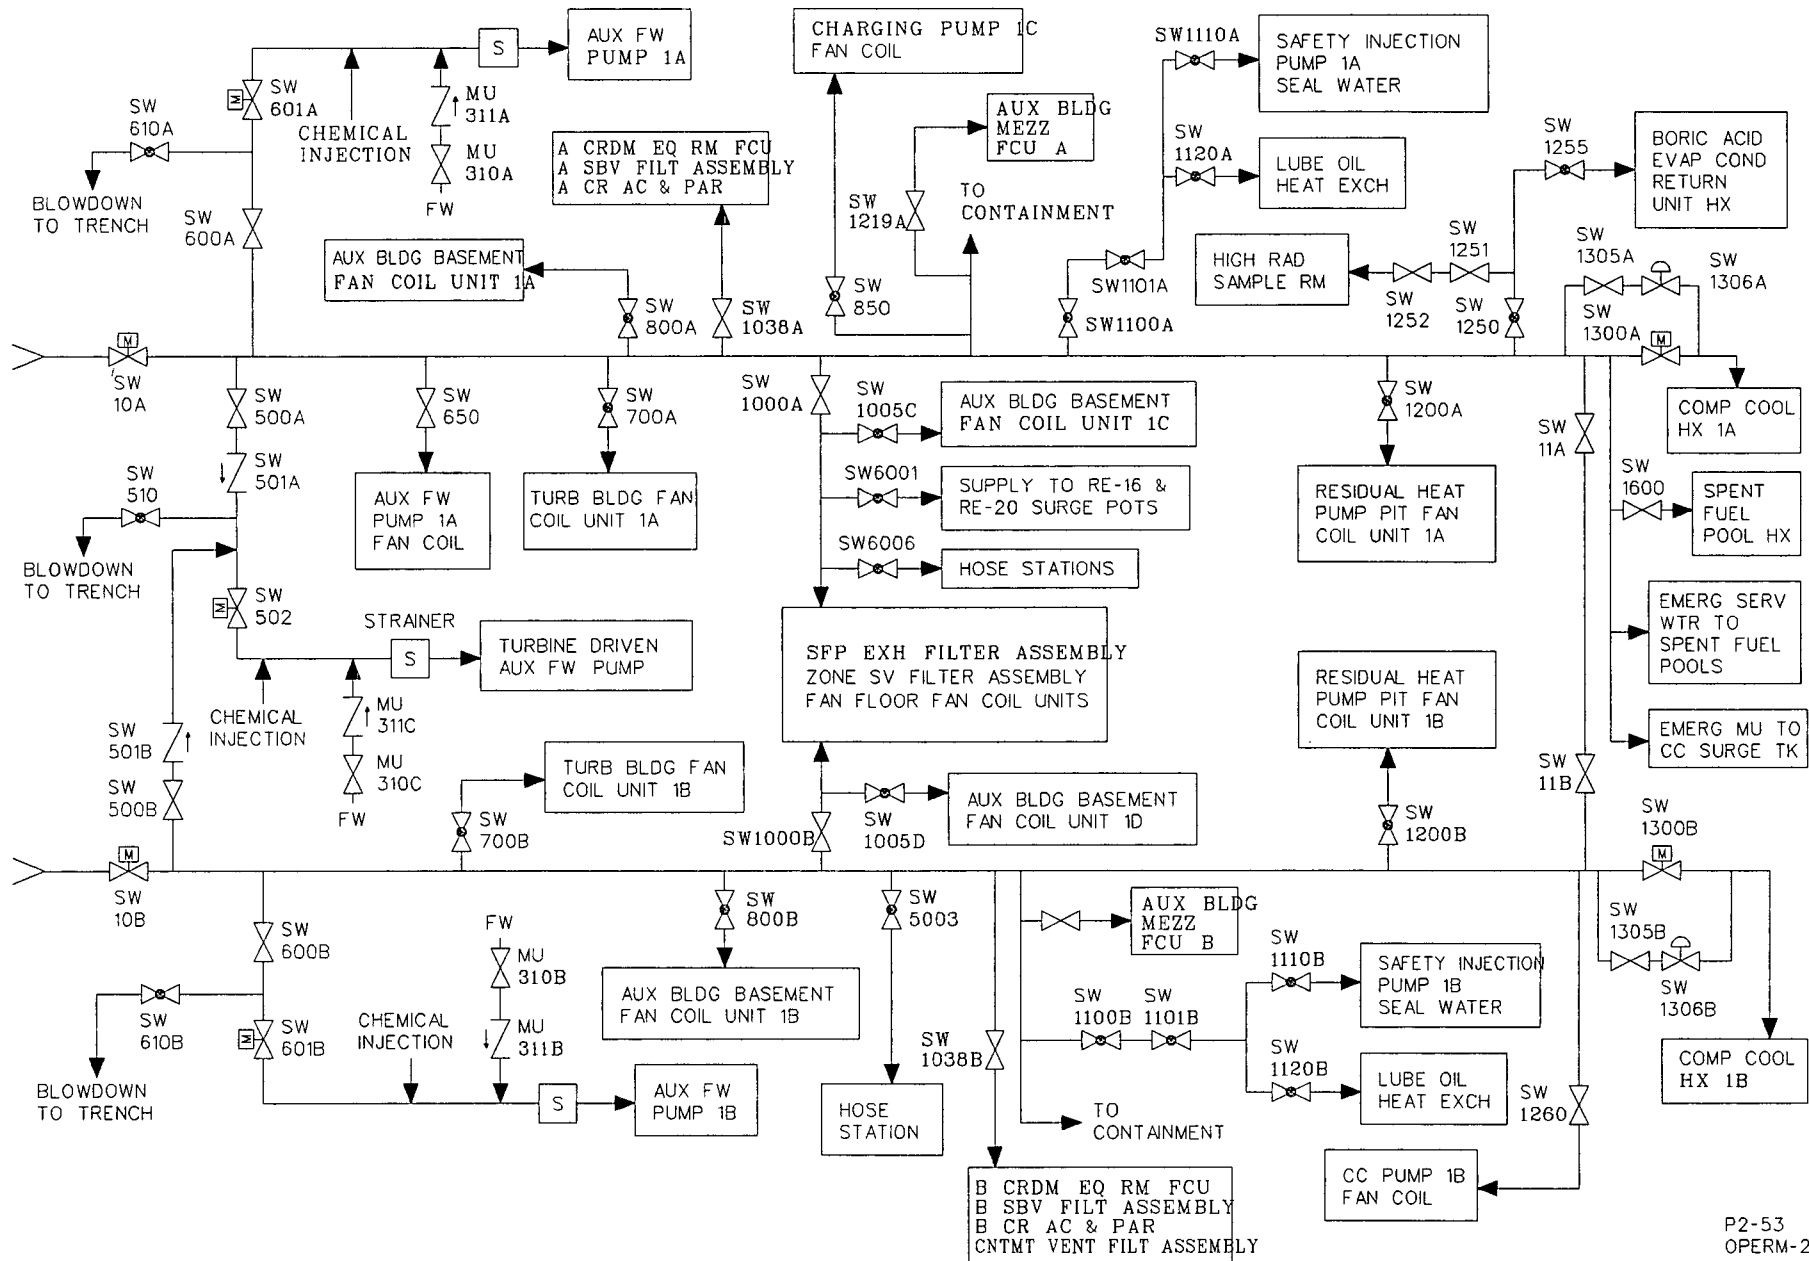 AUX FW
PUMP 1A
S
SW
601A
M
SW
610A
CHEMICAL
INJECTION
MU
311A
MU
310A
FW
BLOWDOWN
TO TRENCH
SW
600A
A CRDM EQ RM FCU
A SBV FILT ASSEMBLY
A CR AC & PAR
AUX BLDG BASEMENT
FAN COIL UNIT 1A
SW
800A
SW
1038A
CHARGING PUMP 1C
FAN COIL
SW
850
AUX BLDG
MEZZ
FCU A
SW
1219A
TO
CONTAINMENT
SW1110A
SAFETY INJECTION
PUMP 1A
SEAL WATER
SW
1120A
LUBE OIL
HEAT EXCH
SW1101A
SW1100A
HIGH RAD
SAMPLE RM
SW
1252
SW
1251
SW
1250
SW
1255
BORIC ACID
EVAP COND
RETURN
UNIT HX
SW
1305A
SW
1306A
SW
1300A
M
M
SW
10A
SW
500A
SW
501A
SW
510
BLOWDOWN
TO TRENCH
SW
650
AUX FW
PUMP 1A
FAN COIL
SW
700A
TURB BLDG FAN
COIL UNIT 1A
SW
1000A
SW
1005C
AUX BLDG BASEMENT
FAN COIL UNIT 1C
SW6001
SUPPLY TO RE-16 &
RE-20 SURGE POTS
SW6006
HOSE STATIONS
SW
1200A
RESIDUAL HEAT
PUMP PIT FAN
COIL UNIT 1A
SW
11A
COMP COOL
HX 1A
SW
1600
SPENT
FUEL
POOL HX
EMERG SERV
WTR TO
SPENT FUEL
POOLS
EMERG MU TO
CC SURGE TK
M
SW
502
STRAINER
S
TURBINE DRIVEN
AUX FW PUMP
CHEMICAL
INJECTION
MU
311C
MU
310C
FW
SFP EXH FILTER ASSEMBLY
ZONE SV FILTER ASSEMBLY
FAN FLOOR FAN COIL UNITS
RESIDUAL HEAT
PUMP PIT FAN
COIL UNIT 1B
SW
501B
SW
500B
TURB BLDG FAN
COIL UNIT 1B
SW
700B
SW1000B
SW
1005D
AUX BLDG BASEMENT
FAN COIL UNIT 1D
SW
1200B
SW
11B
SW
1300B
M
M
SW
10B
SW
600B
SW
610B
BLOWDOWN
TO TRENCH
M
SW
601B
CHEMICAL
INJECTION
FW
MU
310B
MU
311B
S
AUX FW
PUMP 1B
SW
800B
AUX BLDG BASEMENT
FAN COIL UNIT 1B
SW
5003
HOSE
STATION
SW
1038B
B CRDM EQ RM FCU
B SBV FILT ASSEMBLY
B CR AC & PAR
CNTMT VENT FILT ASSEMBLY
AUX BLDG
MEZZ
FCU B
SW
1100B
SW
1101B
SW
1110B
SAFETY INJECTION
PUMP 1B
SEAL WATER
SW
1120B
LUBE OIL
HEAT EXCH
TO
CONTAINMENT
SW
1260
CC PUMP 1B
FAN COIL
SW
1305B
SW
1306B
COMP COOL
HX 1B
P2-53
OPERM-2